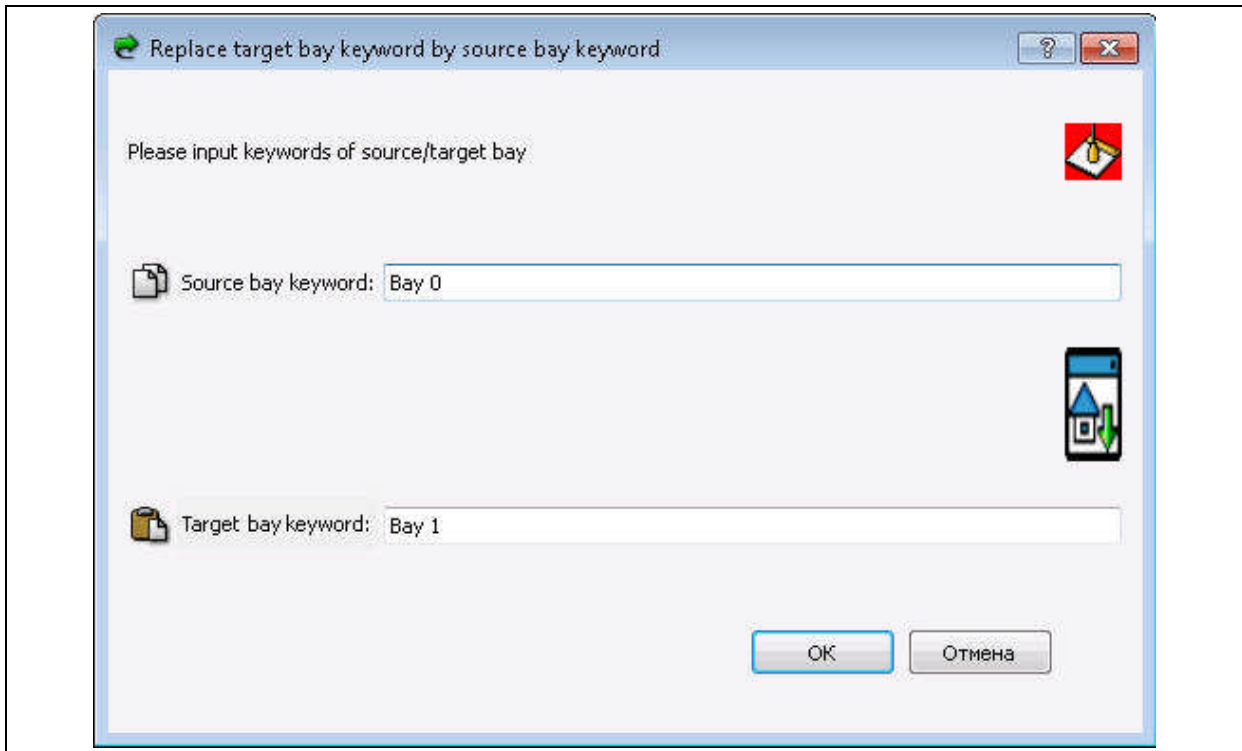 Replace target bay keyword by source bay keyword
Please input keywords of source/target bay
Source bay keyword: Bay 0
Target bay keyword: Bay 1
OK Отмена